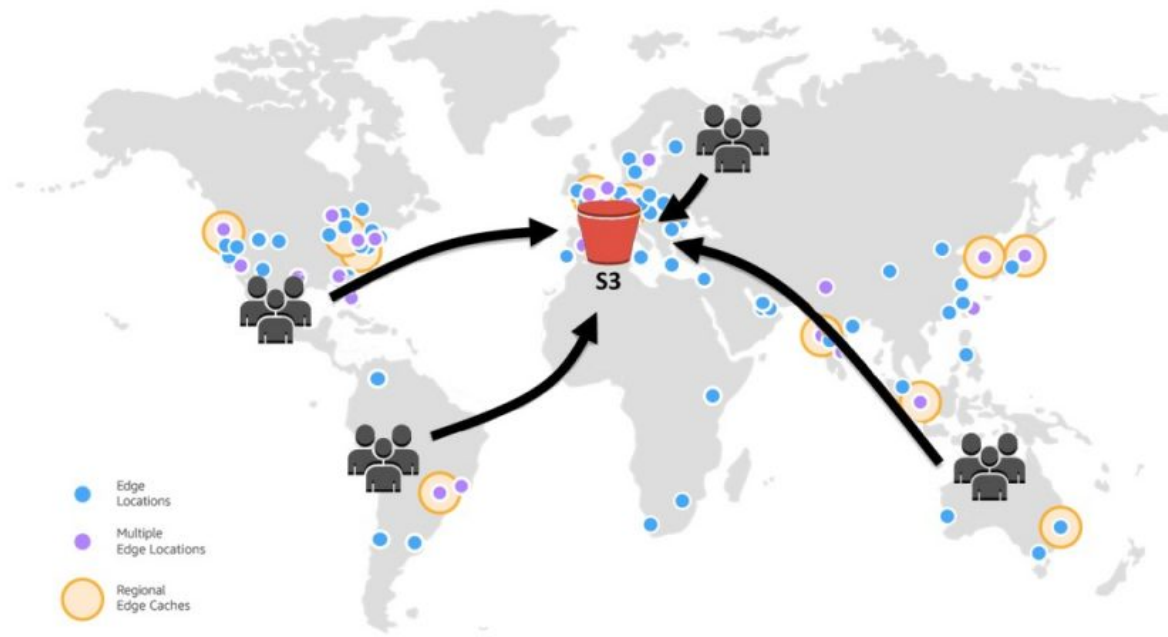 S3
Edge
Locations
Multiple
Edge Locations
Regional
Edge Caches